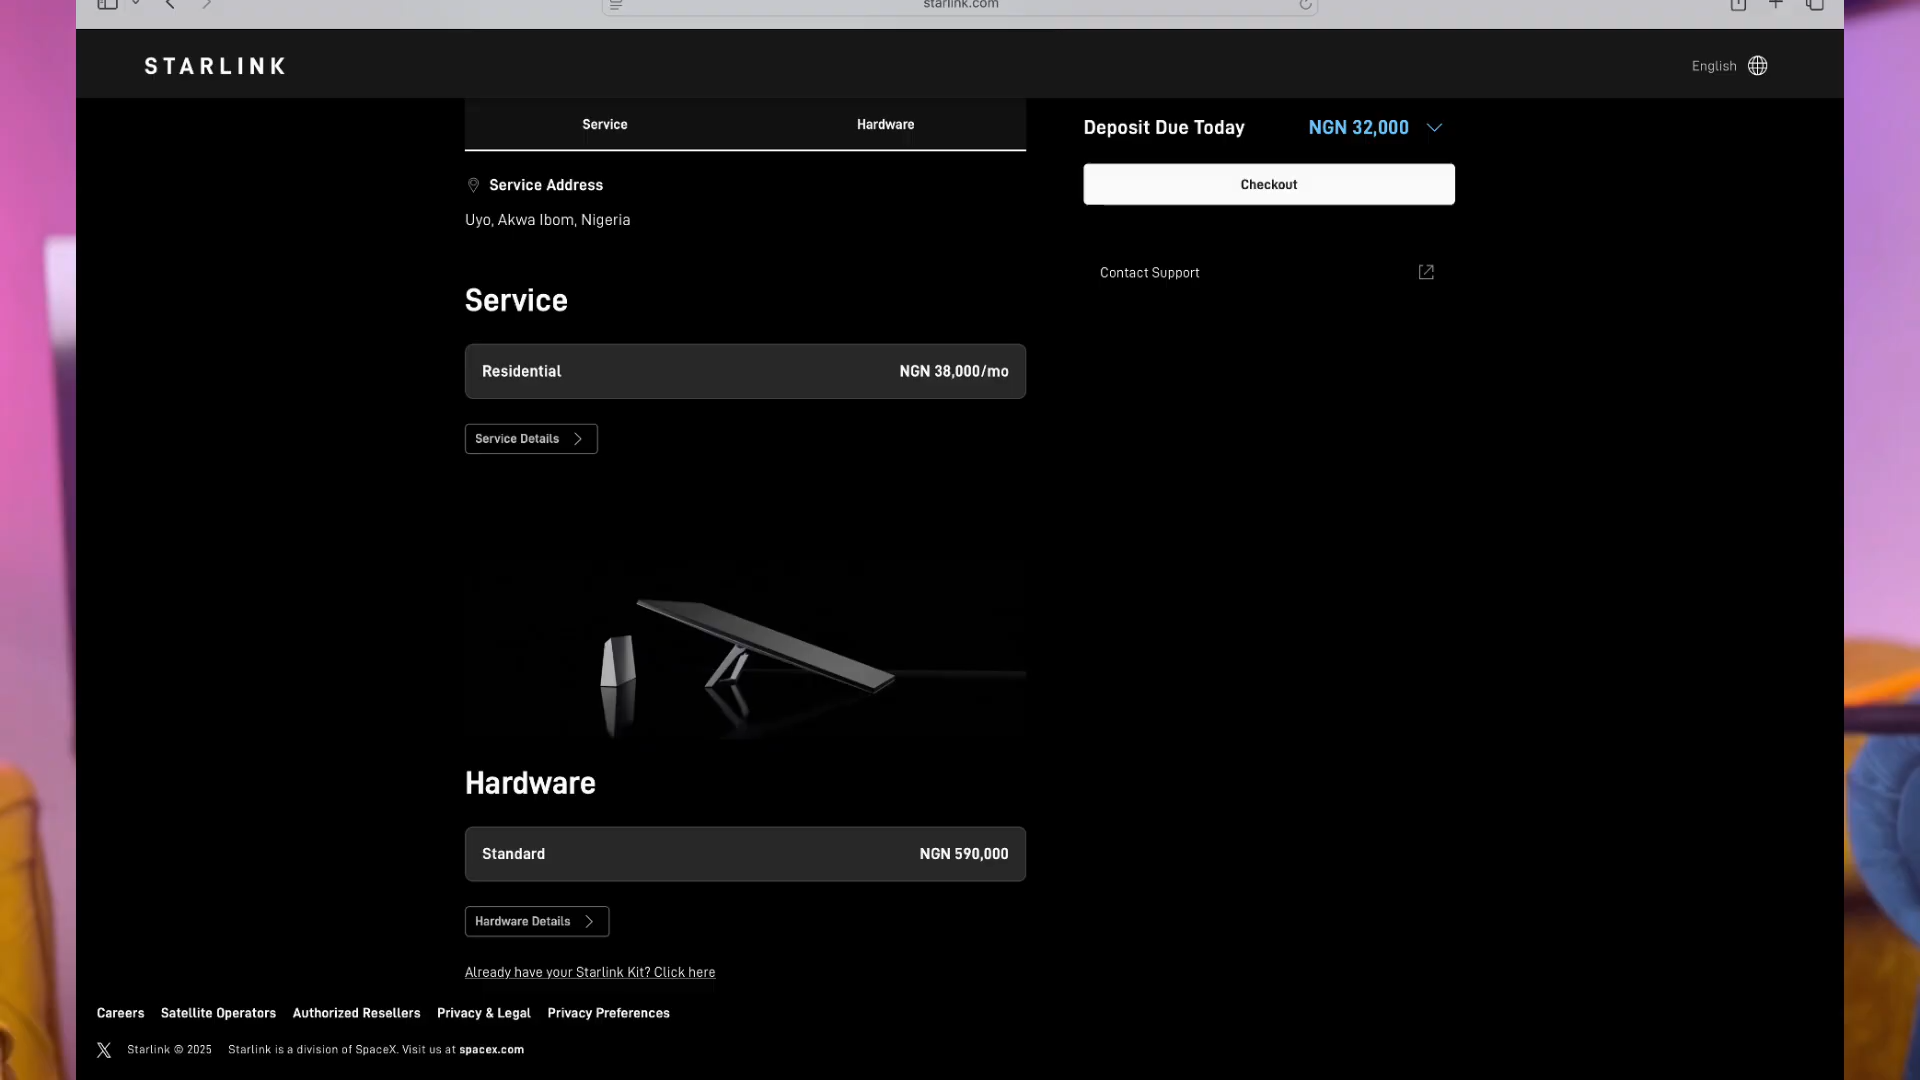 starlink.com
STARLINK
English
Service
Hardware
Deposit Due Today
NGN 32,000
Checkout
Service Address
Uyo, Akwa Ibom, Nigeria
Contact Support
Service
Residential
NGN 38,000/mo
Service Details
Hardware
Standard
NGN 590,000
Hardware Details
Already have your Starlink Kit? Click here
Careers
Satellite Operators
Authorized Resellers
Privacy & Legal
Privacy Preferences
Starlink © 2025
Starlink is a division of SpaceX. Visit us at spacex.com